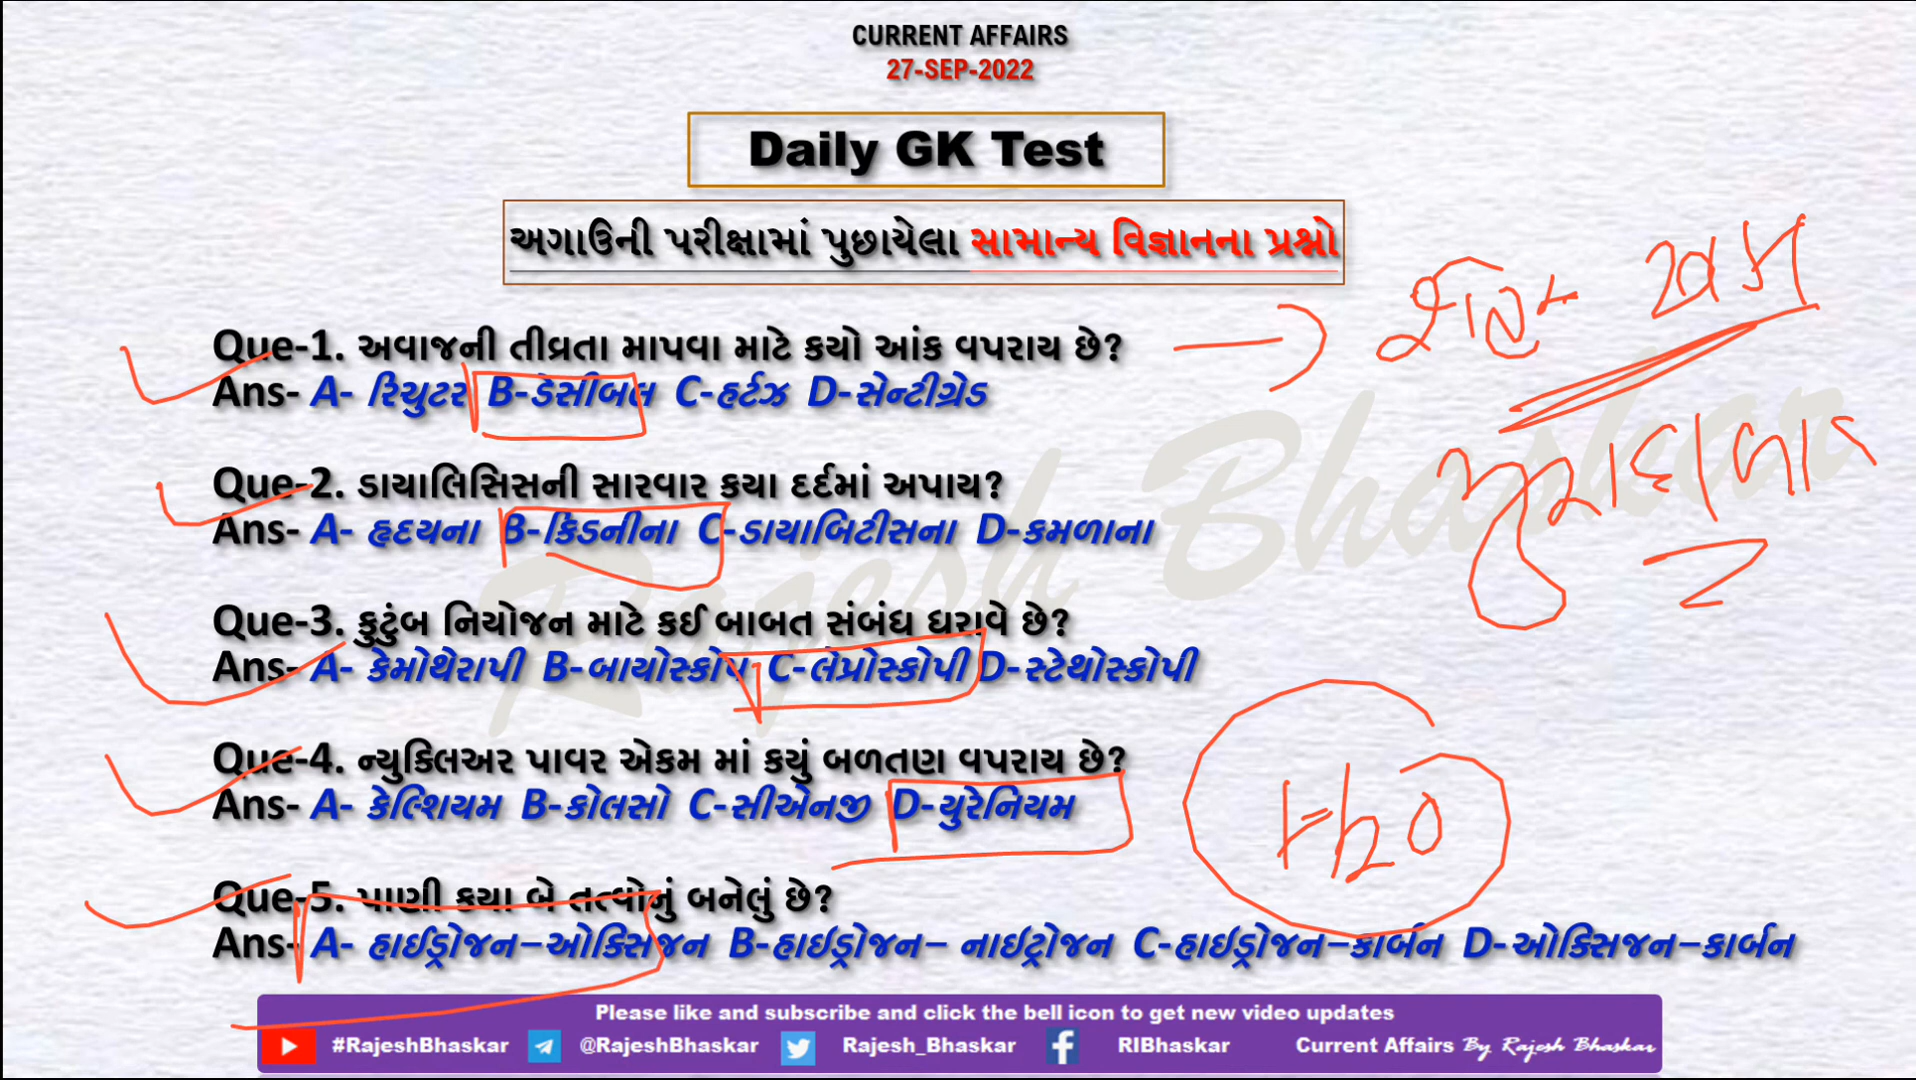 CURRENT AFFAIRS
27-SEP-2022
Daily GK Test
અગાઉની પરીક્ષામાં પુછાયેલા સામાન્ય વિજ્ઞાનના પ્રશ્નો
Que-1. અવાજની તીવ્રતા માપવા માટે કયો આંક વપરાય છે?
Ans- A- રિચુટર B-ડેસીબલ C-હર્ટઝ D-સેન્ટીગ્રેડ
Que-2. ડાયાલિસિસની સારવાર કયા દર્દમાં અપાય?
Ans- A- હૃદયના B-કિડનીના C-ડાયાબિટીસના D-કમળાના
Que-3. કુટુંબ નિયોજન માટે કઈ બાબત સંબંધ ધરાવે છે?
Ans- A- કેમોથેરાપી B-બાયોસ્કોપ C-લેપ્રોસ્કોપી D-સ્ટેથોસ્કોપી
Que-4. ન્યુક્લિઅર પાવર એકમ માં કયું બળતણ વપરાય છે?
Ans- A- કેલ્શિયમ B-કોલસો C-સીએનજી D-યુરેનિયમ
H2O
Que-5. પાણી કયા બે તત્વોનું બનેલું છે?
Ans- A- હાઈડ્રોજન–ઓક્સિજન B-હાઈડ્રોજન– નાઈટ્રોજન C-હાઈડ્રોજન–કાર્બન D-ઓક્સિજન–કાર્બન
Rajesh Bhaskar
Please like and subscribe and click the bell icon to get new video updates
#RajeshBhaskar @RajeshBhaskar Rajesh_Bhaskar RIBhaskar Current Affairs By Rajesh Bhaskar